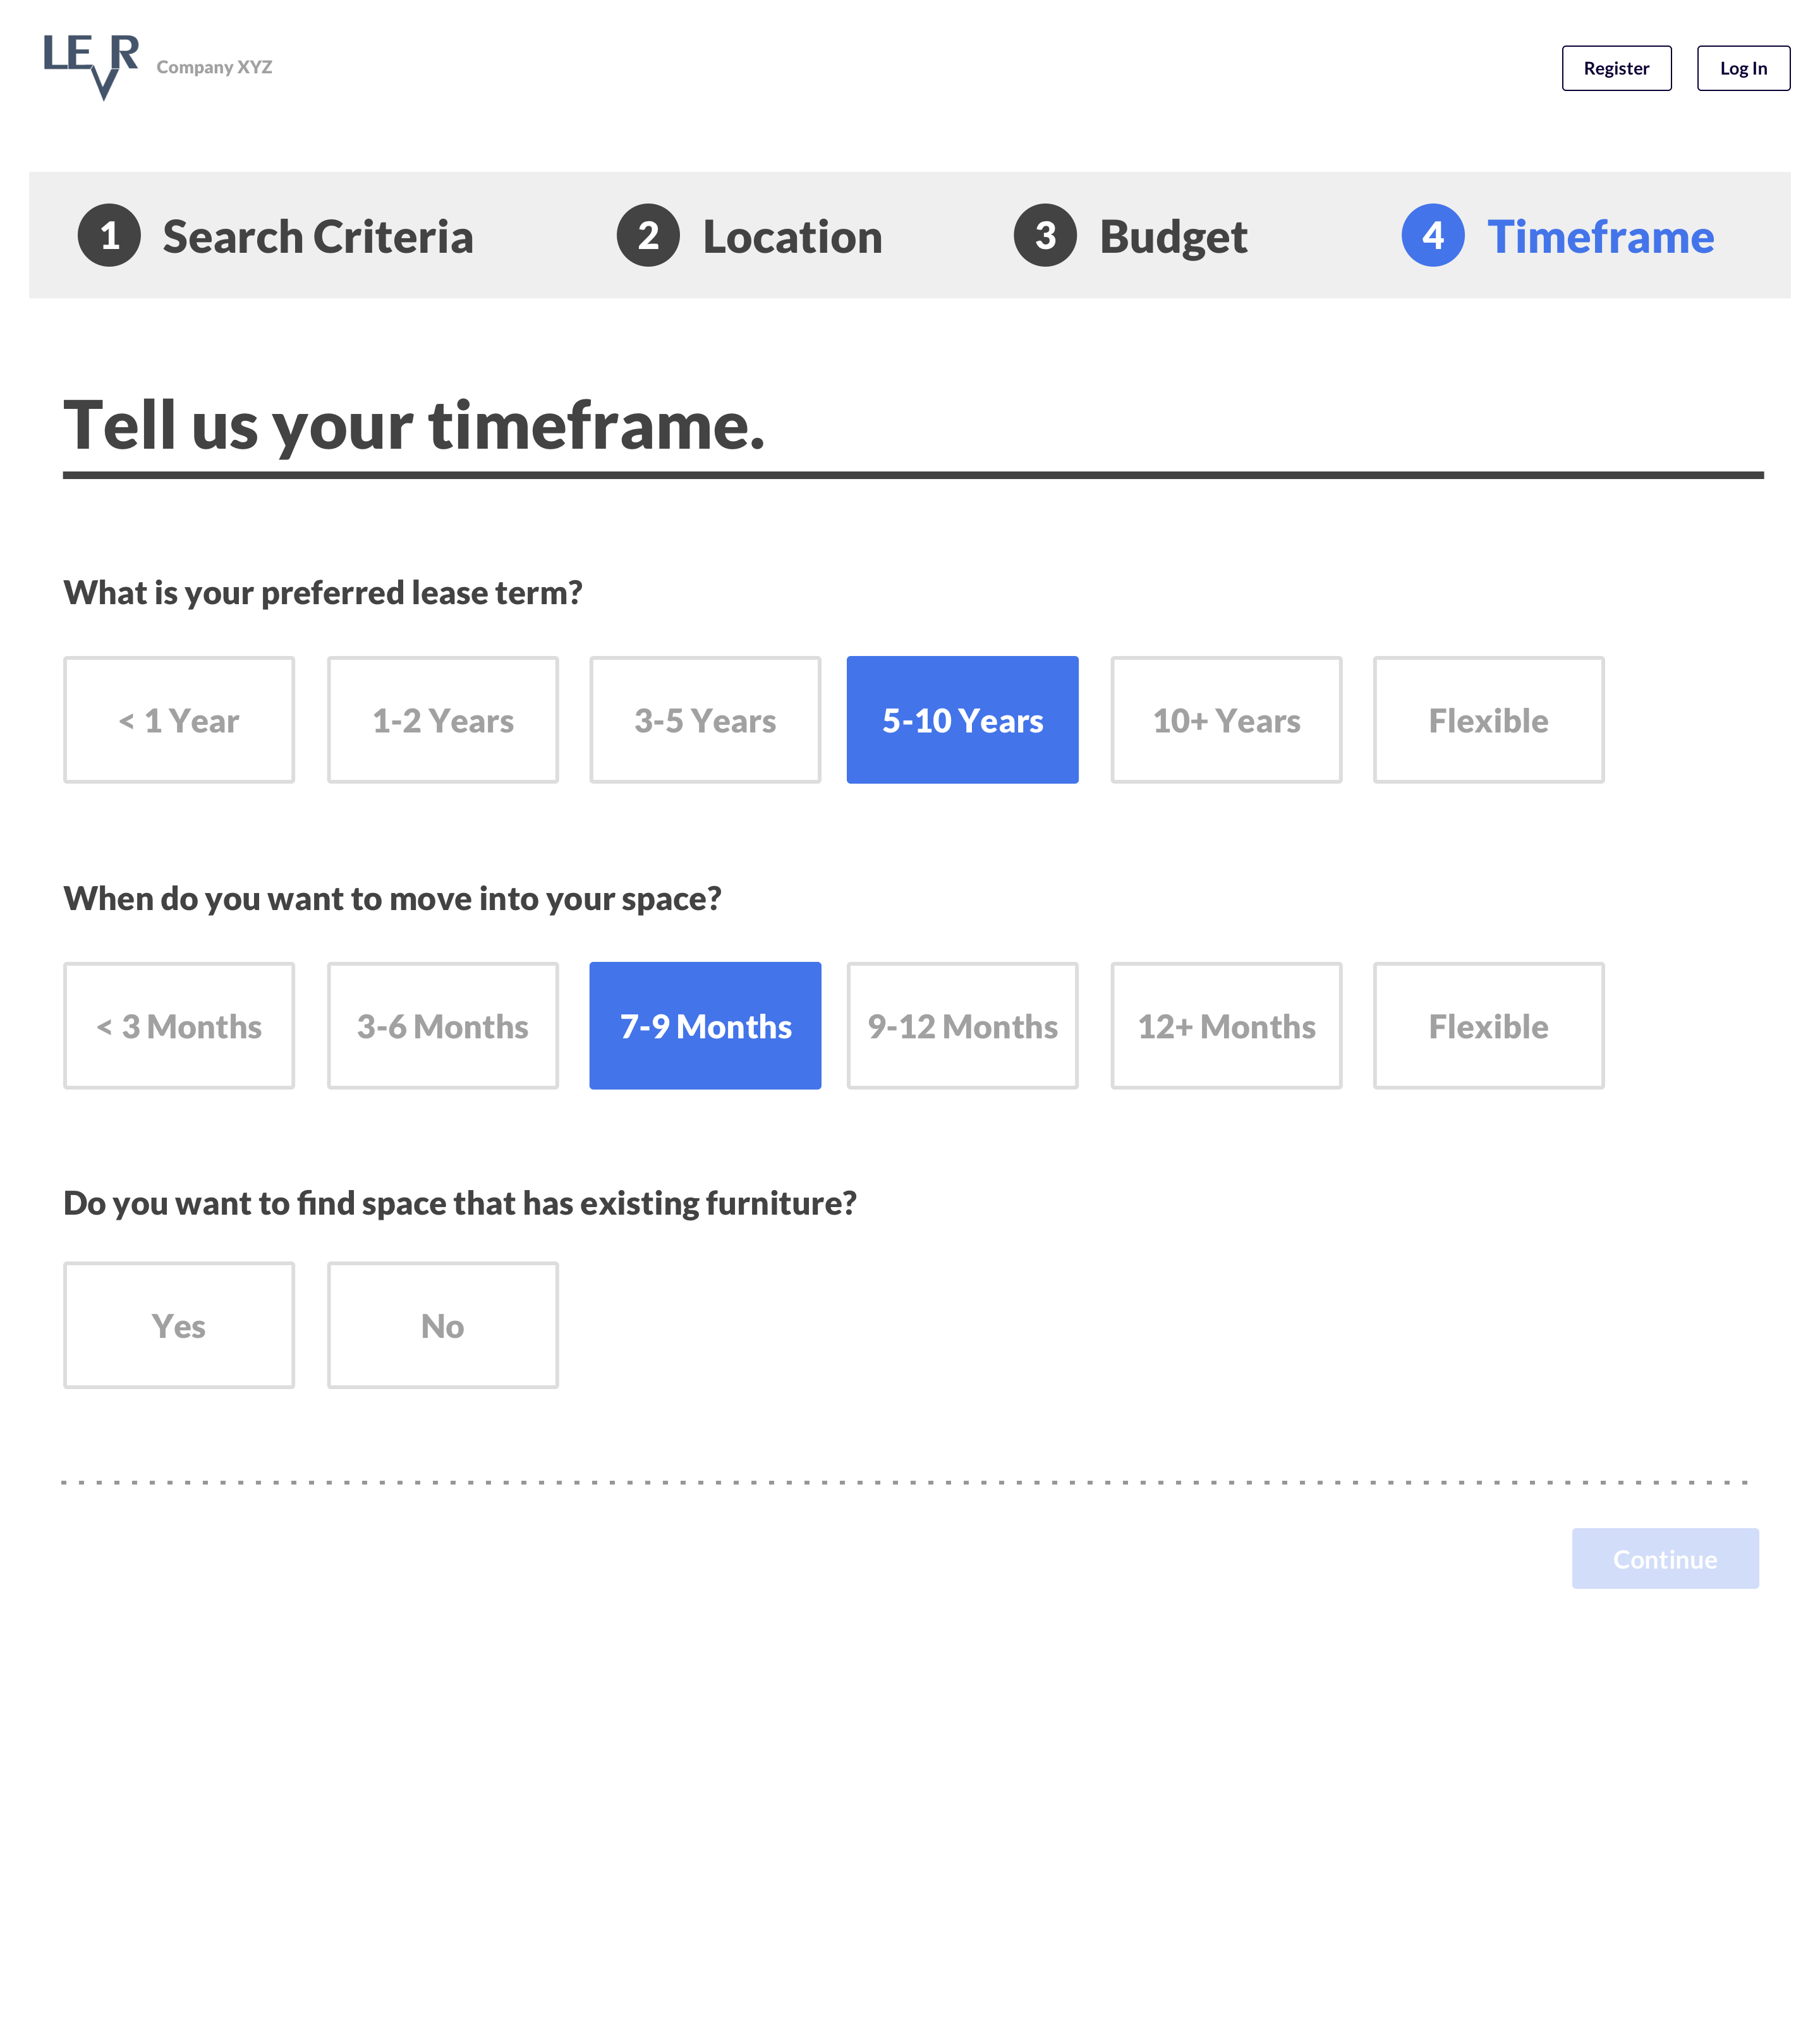 LEVR Company XYZ
Register Log In
1 Search Criteria 2 Location 3 Budget 4 Timeframe
Tell us your timeframe.
What is your preferred lease term?
< 1 Year 1-2 Years 3-5 Years 5-10 Years 10+ Years Flexible
When do you want to move into your space?
< 3 Months 3-6 Months 7-9 Months 9-12 Months 12+ Months Flexible
Do you want to find space that has existing furniture?
Yes No
Continue